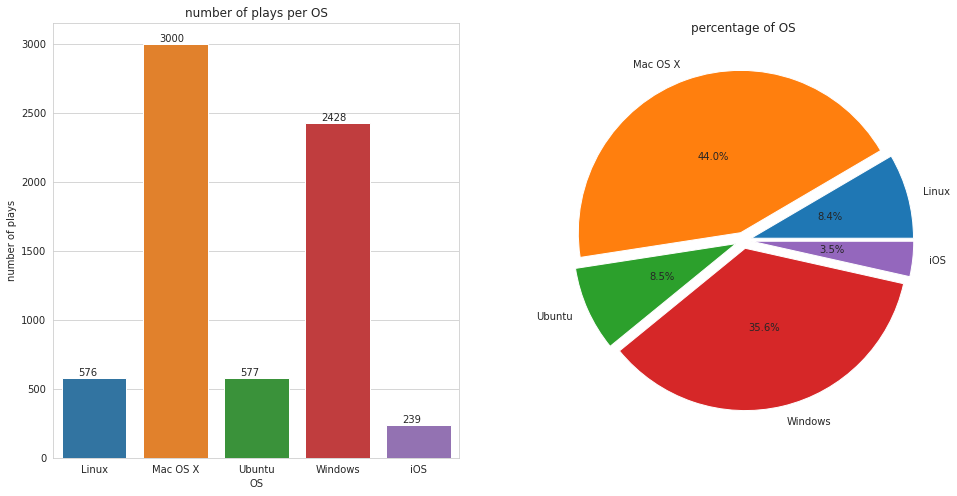 number of plays per OS
3000
2500
2000
1500
1000
500
0
number of plays
576
3000
577
2428
239
Linux
Mac OS X
Ubuntu
Windows
iOS
OS
percentage of OS
Mac OS X
44.0%
Linux
8.4%
3.5%
iOS
8.5%
Ubuntu
35.6%
Windows